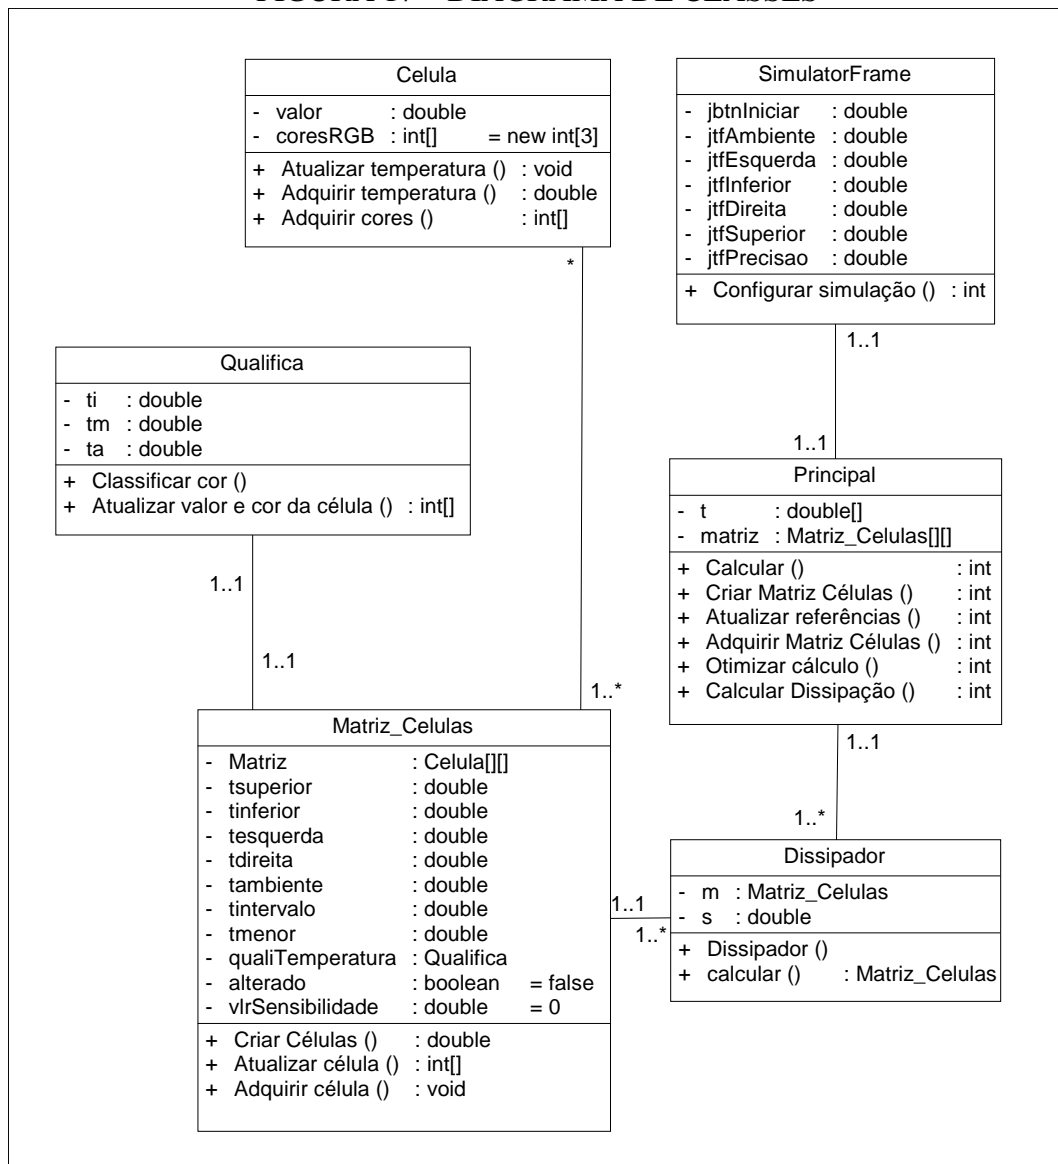 Celula
- valor : double
- coresRGB : int[] = new int[3]
+ Atualizar temperatura () : void
+ Adquirir temperatura () : double
+ Adquirir cores () : int[]
*
SimulatorFrame
- jbtnIniciar : double
- jtfAmbiente : double
- jtfEsquerda : double
- jtfInferior : double
- jtfDireita : double
- jtfSuperior : double
- jtfPrecisao : double
+ Configurar simulação () : int
1..1
Qualifica
- ti : double
- tm : double
- ta : double
+ Classificar cor ()
+ Atualizar valor e cor da célula () : int[]
1..1
1..1
1..1
Principal
- t : double[]
- matriz : Matriz_Celulas[][]
+ Calcular () : int
+ Criar Matriz Células () : int
+ Atualizar referências () : int
+ Adquirir Matriz Células () : int
+ Otimizar cálculo () : int
+ Calcular Dissipação () : int
1..1
1..*
Matriz_Celulas
- Matriz : Celula[][]
- tsuperior : double
- tinferior : double
- tesquerda : double
- tdireita : double
- tambiente : double
- tintervalo : double
- tmenor : double
- qualiTemperatura : Qualifica
- alterado : boolean = false
- vlrSensibilidade : double = 0
+ Criar Células () : double
+ Atualizar célula () : int[]
+ Adquirir célula () : void
1..1
1..*
1..*
Dissipador
- m : Matriz_Celulas
- s : double
+ Dissipador ()
+ calcular () : Matriz_Celulas